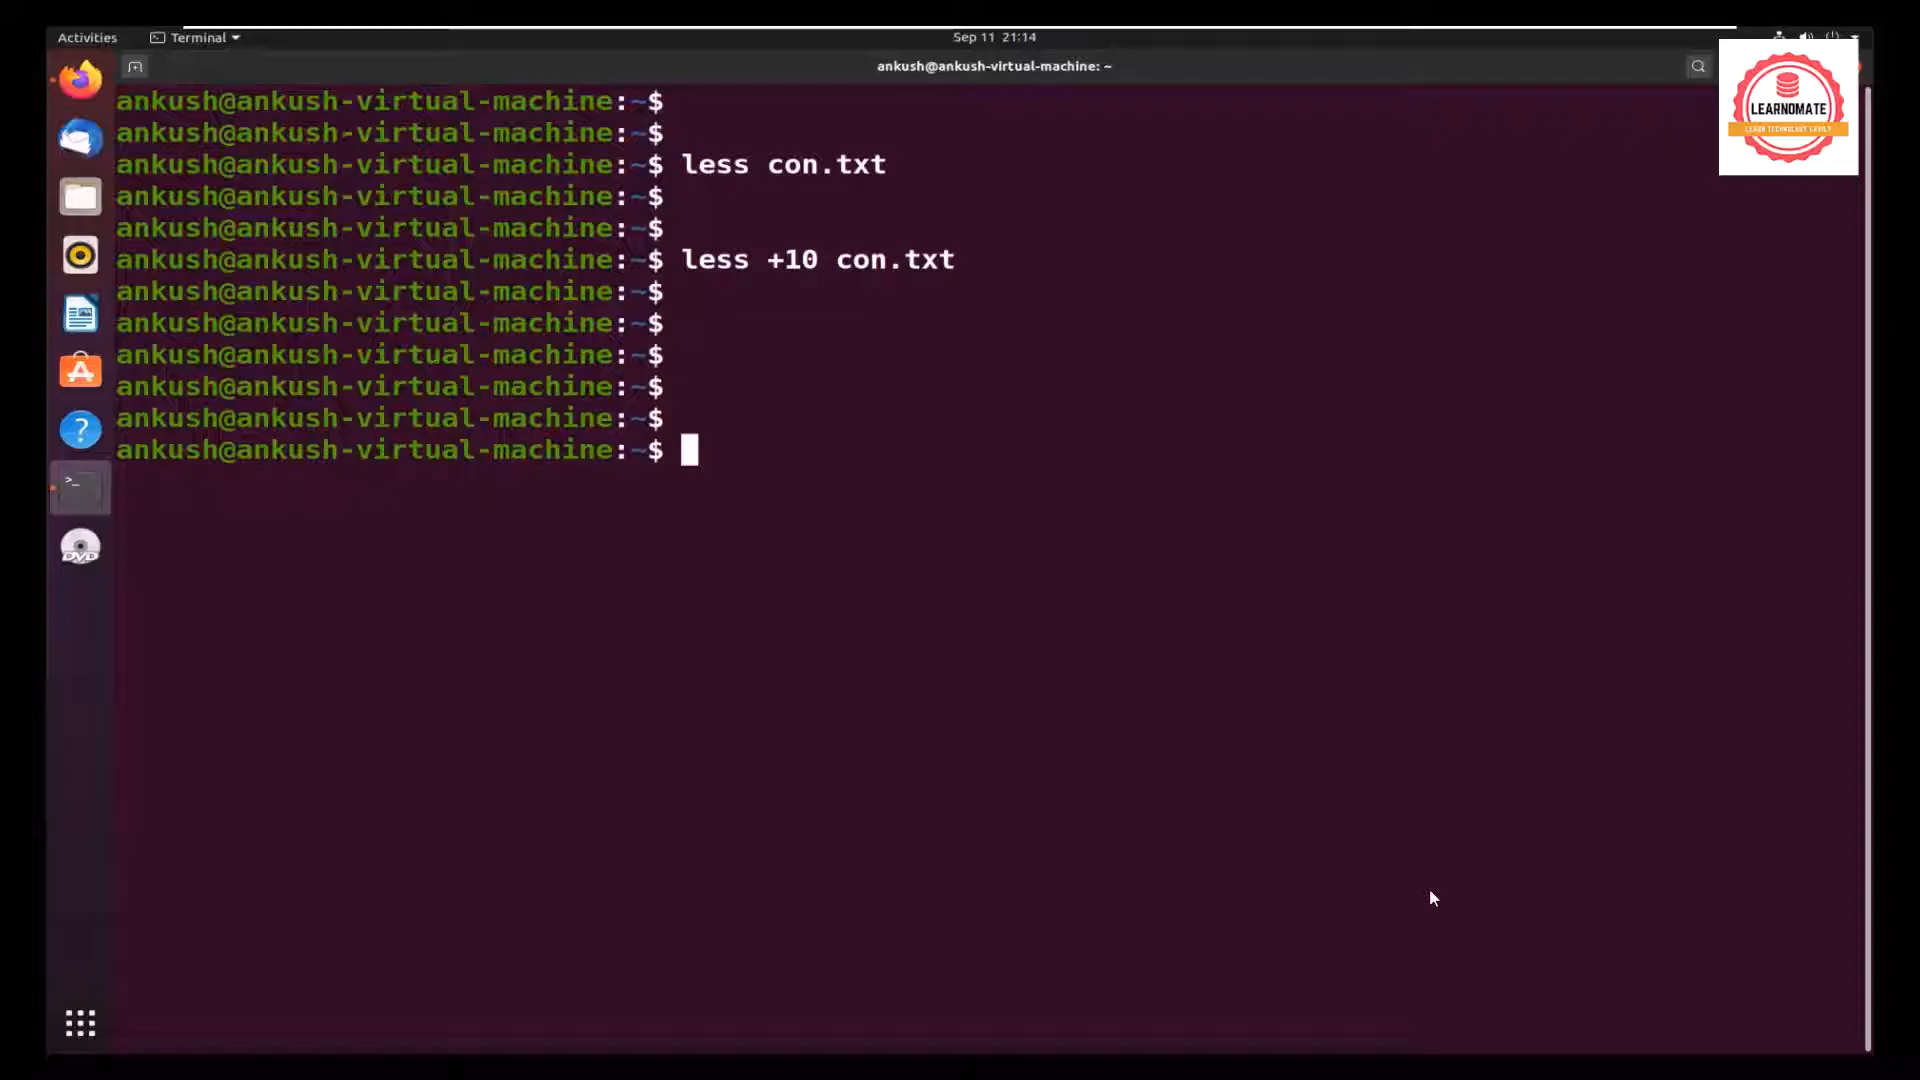 Activities Terminal Sep 11 21:14
ankush@ankush-virtual-machine: ~
ankush@ankush-virtual-machine:~$
ankush@ankush-virtual-machine:~$
ankush@ankush-virtual-machine:~$ less con.txt
ankush@ankush-virtual-machine:~$
ankush@ankush-virtual-machine:~$
ankush@ankush-virtual-machine:~$ less +10 con.txt
ankush@ankush-virtual-machine:~$
ankush@ankush-virtual-machine:~$
ankush@ankush-virtual-machine:~$
ankush@ankush-virtual-machine:~$
ankush@ankush-virtual-machine:~$
ankush@ankush-virtual-machine:~$
LEARNOMATE
LEARN TECHNOLOGY EASILY
?
>_
DVD